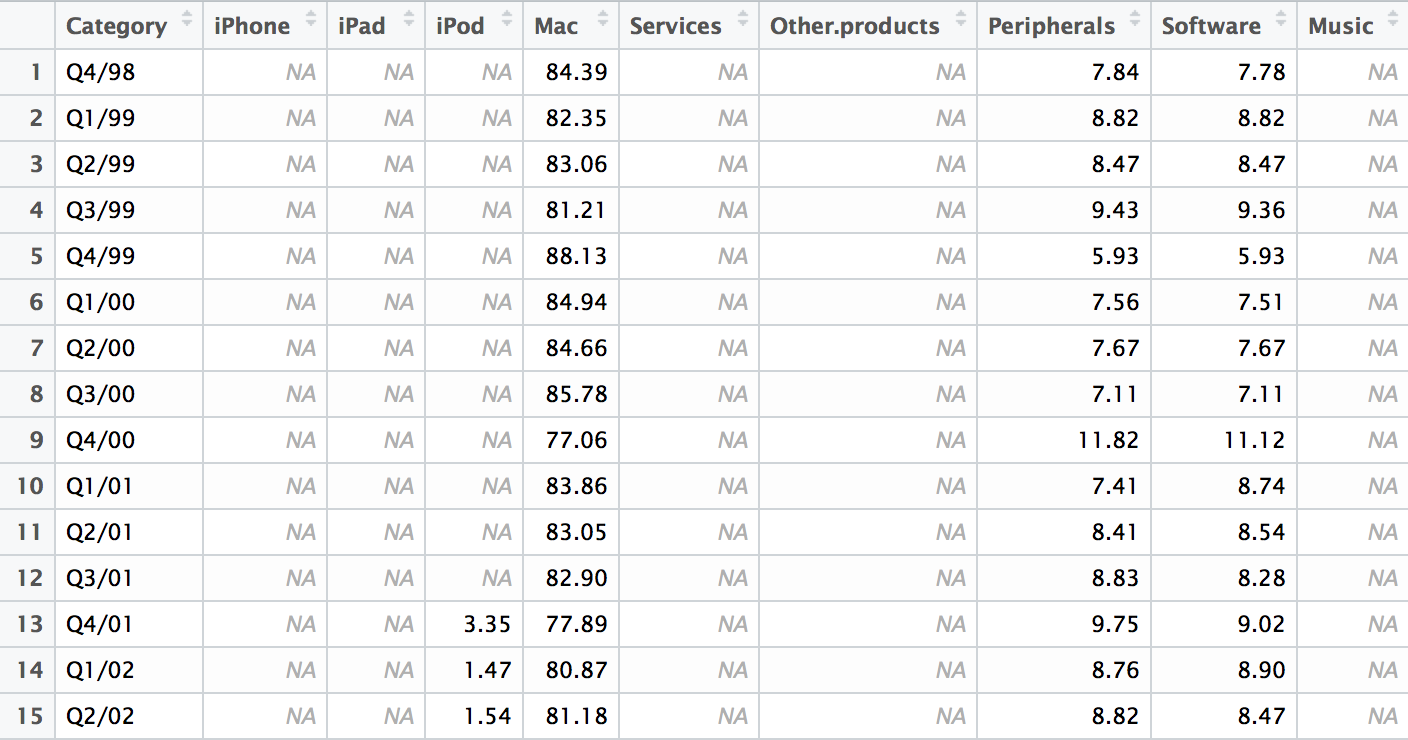 Category iPhone iPad iPod Mac Services Other.products Peripherals Software Music
1 Q4/98 NA NA NA 84.39 NA NA 7.84 7.78 NA
2 Q1/99 NA NA NA 82.35 NA NA 8.82 8.82 NA
3 Q2/99 NA NA NA 83.06 NA NA 8.47 8.47 NA
4 Q3/99 NA NA NA 81.21 NA NA 9.43 9.36 NA
5 Q4/99 NA NA NA 88.13 NA NA 5.93 5.93 NA
6 Q1/00 NA NA NA 84.94 NA NA 7.56 7.51 NA
7 Q2/00 NA NA NA 84.66 NA NA 7.67 7.67 NA
8 Q3/00 NA NA NA 85.78 NA NA 7.11 7.11 NA
9 Q4/00 NA NA NA 77.06 NA NA 11.82 11.12 NA
10 Q1/01 NA NA NA 83.86 NA NA 7.41 8.74 NA
11 Q2/01 NA NA NA 83.05 NA NA 8.41 8.54 NA
12 Q3/01 NA NA NA 82.90 NA NA 8.83 8.28 NA
13 Q4/01 NA NA 3.35 77.89 NA NA 9.75 9.02 NA
14 Q1/02 NA NA 1.47 80.87 NA NA 8.76 8.90 NA
15 Q2/02 NA NA 1.54 81.18 NA NA 8.82 8.47 NA